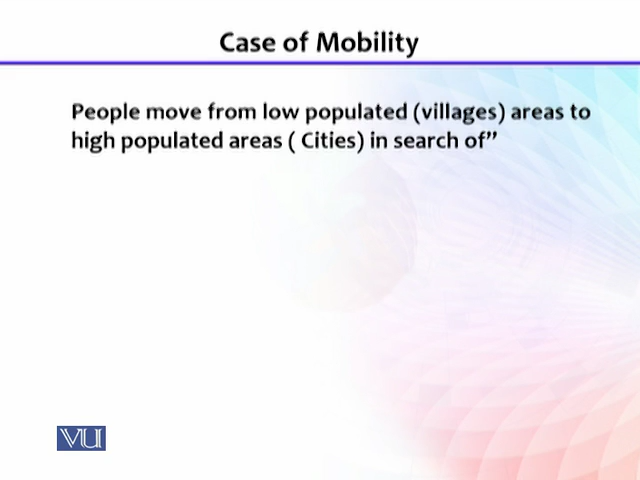 Case of Mobility
People move from low populated (villages) areas to
high populated areas ( Cities) in search of”
VU